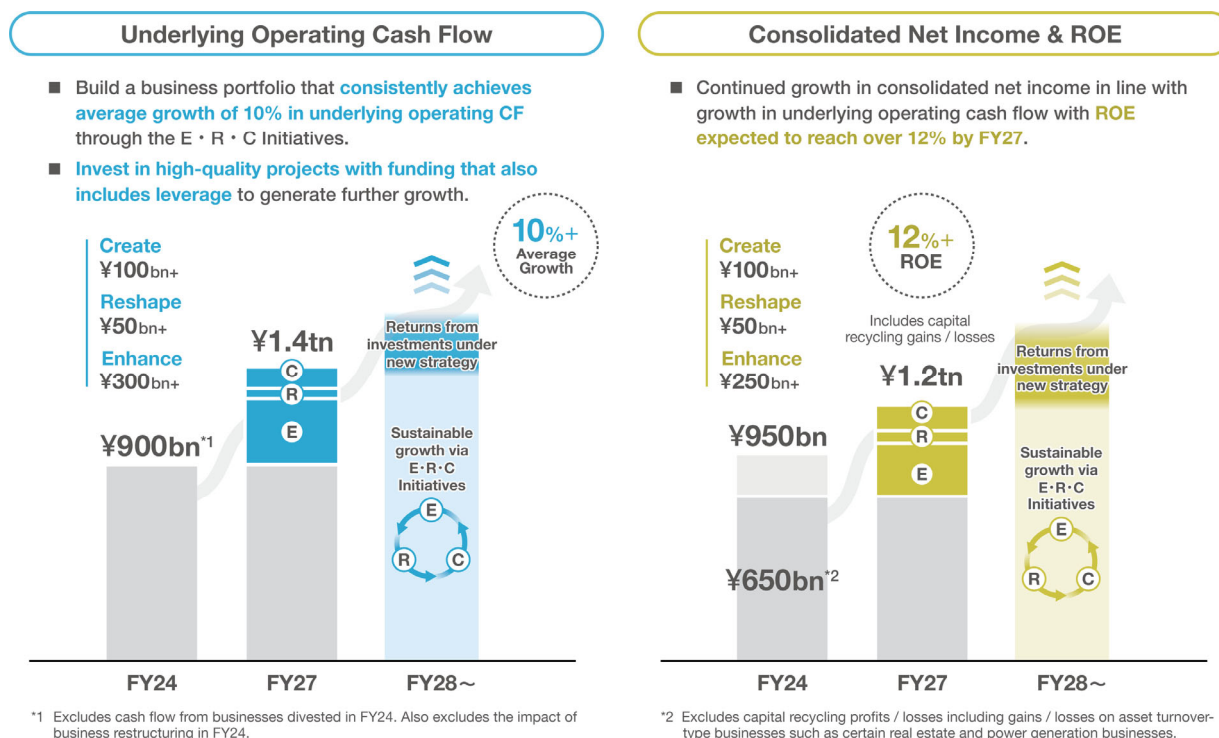 Underlying Operating Cash Flow
■ Build a business portfolio that consistently achieves
average growth of 10% in underlying operating CF
through the E・R・C Initiatives.
■ Invest in high-quality projects with funding that also
includes leverage to generate further growth.
10%+
Average
Growth
Create
¥100bn+
Reshape
¥50bn+
Enhance
¥300bn+
¥900bn*1
¥1.4tn
C
R
E
Returns from
investments under
new strategy
Sustainable
growth via
E・R・C
Initiatives
E
R
C
FY24
FY27
FY28~
*1 Excludes cash flow from businesses divested in FY24. Also excludes the impact of
business restructuring in FY24.
Consolidated Net Income & ROE
■ Continued growth in consolidated net income in line with
growth in underlying operating cash flow with ROE
expected to reach over 12% by FY27.
12%+
ROE
Includes capital
recycling gains / losses
Create
¥100bn+
Reshape
¥50bn+
Enhance
¥250bn+
¥950bn
¥650bn*2
¥1.2tn
C
R
E
Returns from
investments under
new strategy
Sustainable
growth via
E・R・C
Initiatives
E
R
C
FY24
FY27
FY28~
*2 Excludes capital recycling profits / losses including gains / losses on asset turnover-
type businesses such as certain real estate and power generation businesses.